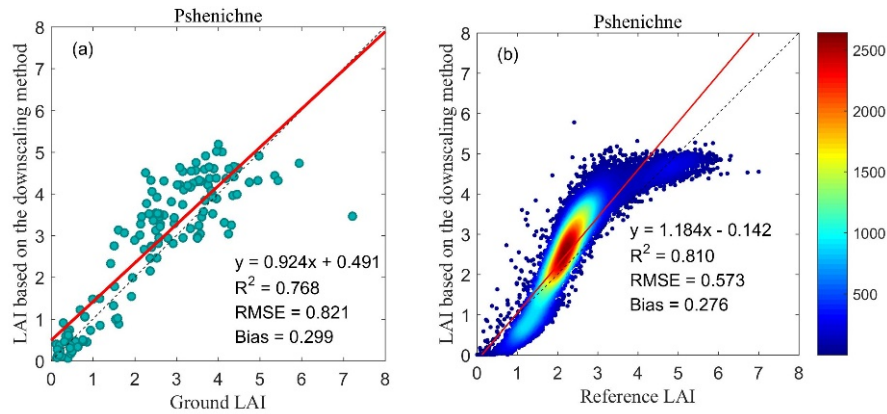 Pshenichne
(a)
LAI based on the downscaling method
8
7
6
5
4
3
2
1
0
y = 0.924x + 0.491
R² = 0.768
RMSE = 0.821
Bias = 0.299
0 1 2 3 4 5 6 7 8
Ground LAI
Pshenichne
(b)
LAI based on the downscaling method
8
7
6
5
4
3
2
1
0
y = 1.184x - 0.142
R² = 0.810
RMSE = 0.573
Bias = 0.276
0 1 2 3 4 5 6 7 8
Reference LAI
2500
2000
1500
1000
500